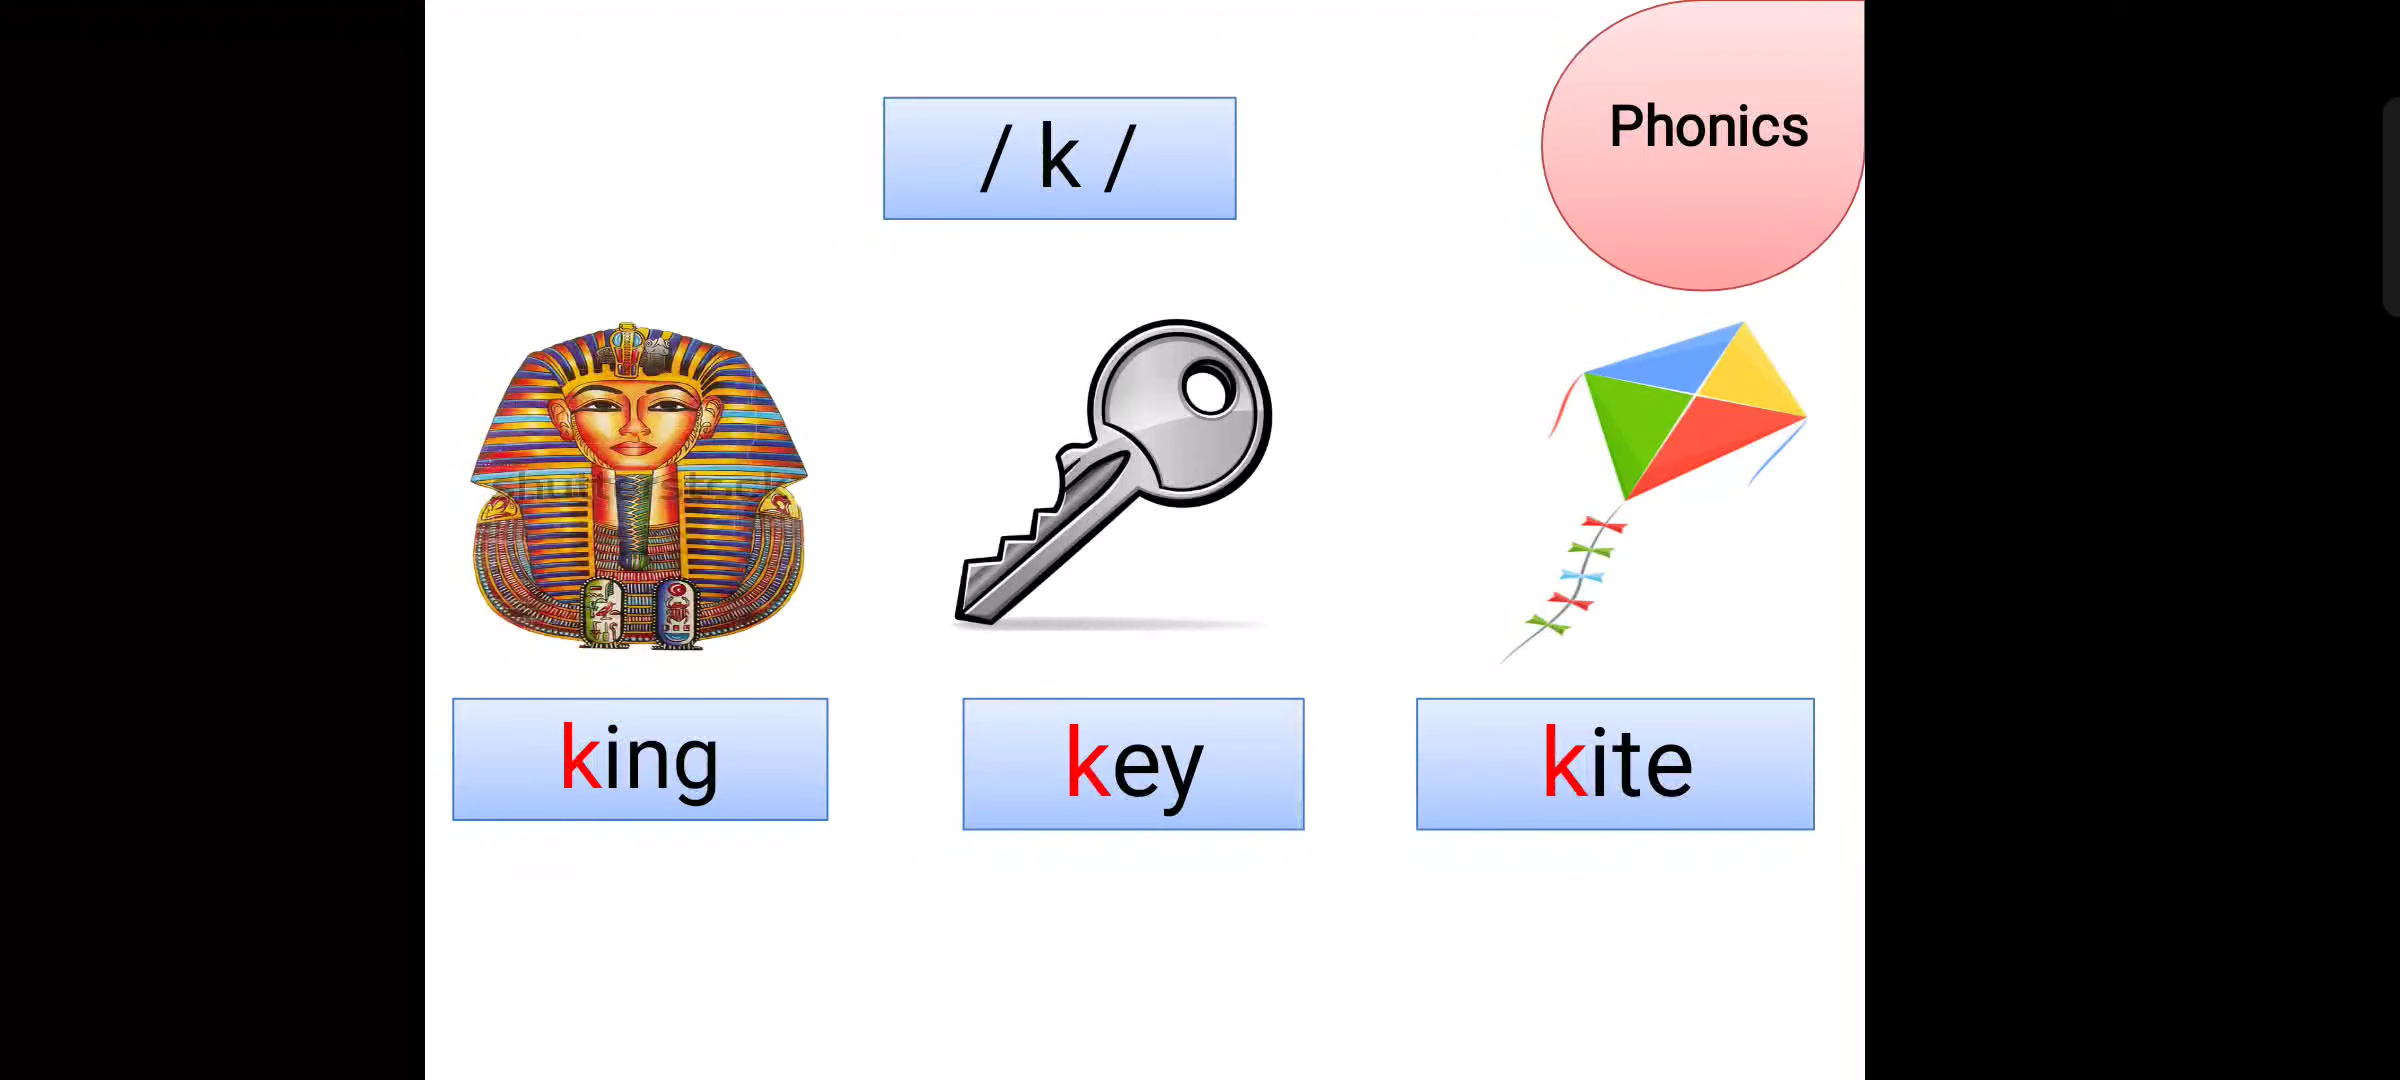 Phonics
/ k /
king
key
kite